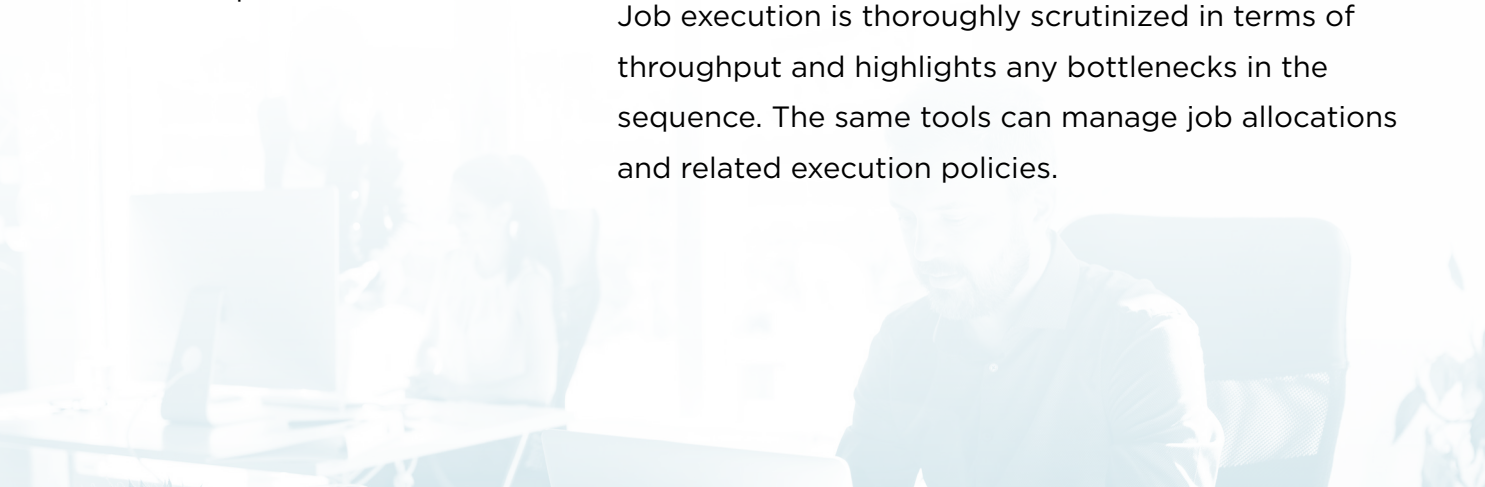 Job execution is thoroughly scrutinized in terms of
throughput and highlights any bottlenecks in the
sequence. The same tools can manage job allocations
and related execution policies.